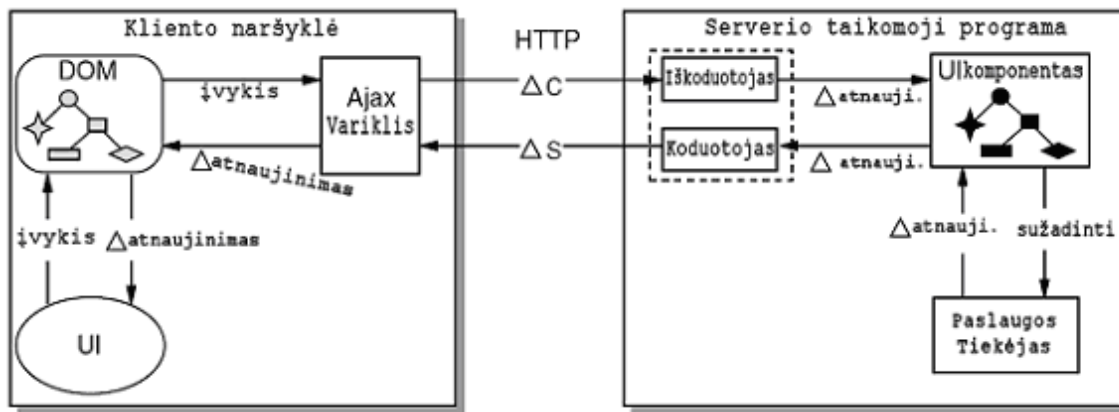 Kliento naršyklė
DOM
įvykis
Ajax
Variklis
△atnaujinimas
įvykis
△atnaujinimas
UI
HTTP
△C
△S
Serverio taikomoji programa
Iškoduotojas
Koduotojas
△atnauji.
△atnauji.
UIkomponentas
△atnauji.
sužadinti
Paslaugos
Tiekėjas